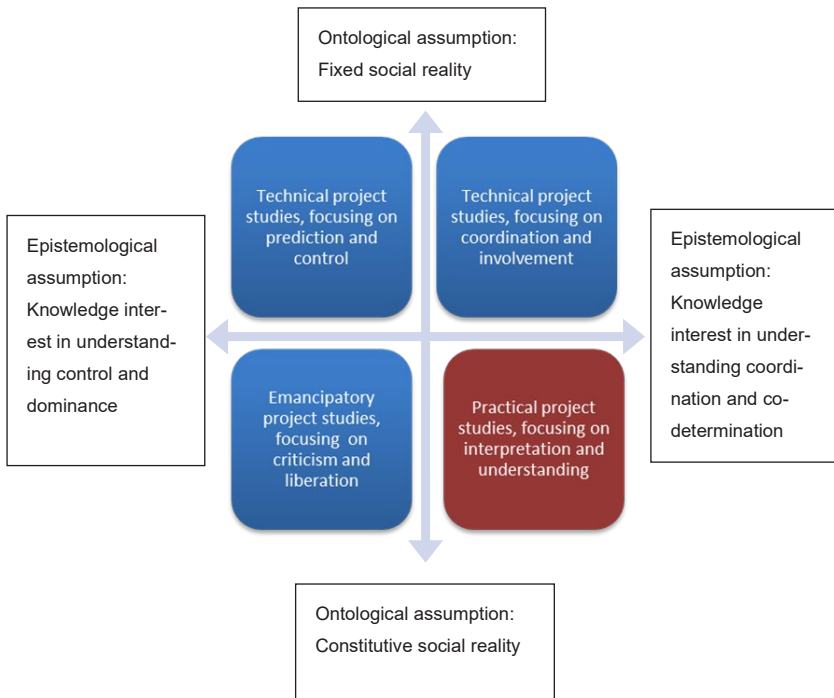 Ontological assumption:
Fixed social reality
Technical project
studies, focusing on
prediction and
control
Technical project
studies, focusing on
coordination and
involvement
Epistemological
assumption:
Knowledge inter-
est in understand-
ing control and
dominance
Epistemological
assumption:
Knowledge
interest in under-
standing coordi-
nation and co-
determination
Emancipatory
project studies,
focusing on
criticism and
liberation
Practical project
studies, focusing on
interpretation and
understanding
Ontological assumption:
Constitutive social reality